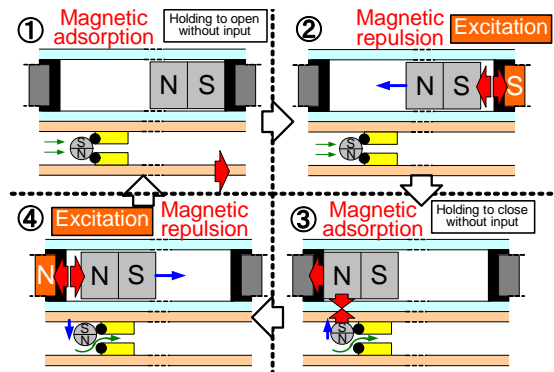 ① Magnetic
adsorption
Holding to open
without input
N S
S
N
② Magnetic
repulsion
Excitation
N S S
S
N
④ Excitation Magnetic
repulsion
N N S
S
N
③ Magnetic
adsorption
Holding to close
without input
N S
S
N